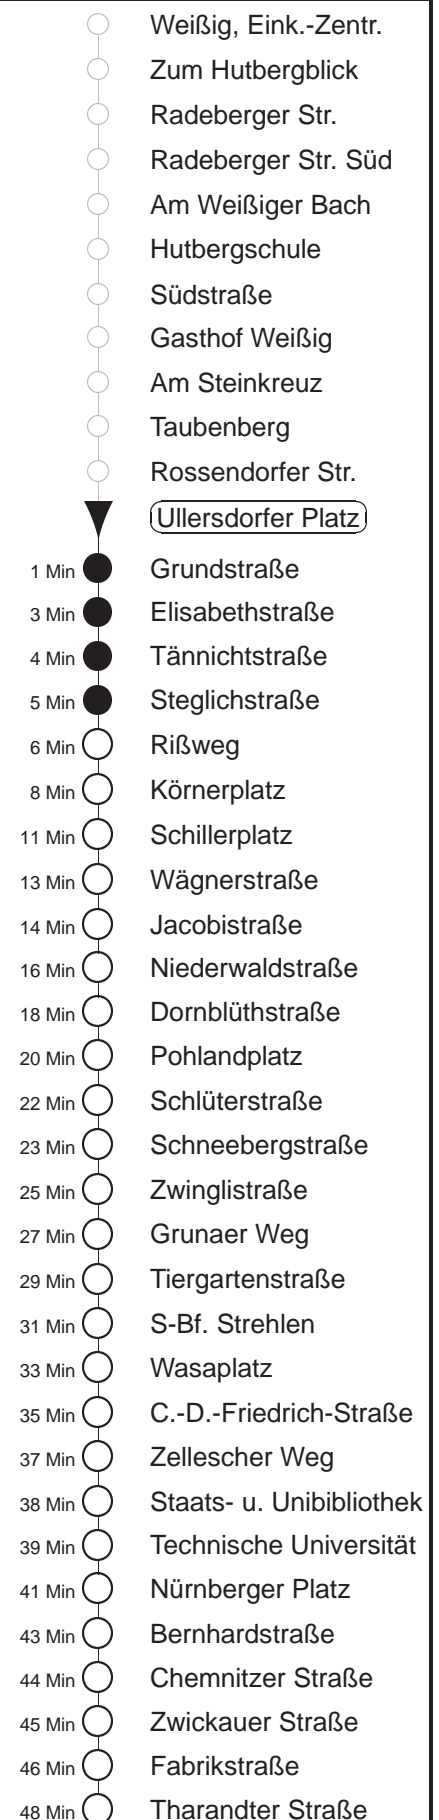 Weißig, Eink.-Zentr.
Zum Hutbergblick
Radeberger Str.
Radeberger Str. Süd
Am Weißiger Bach
Hutbergschule
Südstraße
Gasthof Weißig
Am Steinkreuz
Taubenberg
Rossendorfer Str.
Ullersdorfer Platz
1 Min Grundstraße
3 Min Elisabethstraße
4 Min Tännichtstraße
5 Min Steglichstraße
6 Min Rißweg
8 Min Körnerplatz
11 Min Schillerplatz
13 Min Wägnerstraße
14 Min Jacobistraße
16 Min Niederwaldstraße
18 Min Dornblüthstraße
20 Min Pohlandplatz
22 Min Schlüterstraße
23 Min Schneebergstraße
25 Min Zwinglistraße
27 Min Grunaer Weg
29 Min Tiergartenstraße
31 Min S-Bf. Strehlen
33 Min Wasaplatz
35 Min C.-D.-Friedrich-Straße
37 Min Zellescher Weg
38 Min Staats- u. Unibibliothek
39 Min Technische Universität
41 Min Nürnberger Platz
43 Min Bernhardstraße
44 Min Chemnitzer Straße
45 Min Zwickauer Straße
46 Min Fabrikstraße
48 Min Tharandter Straße